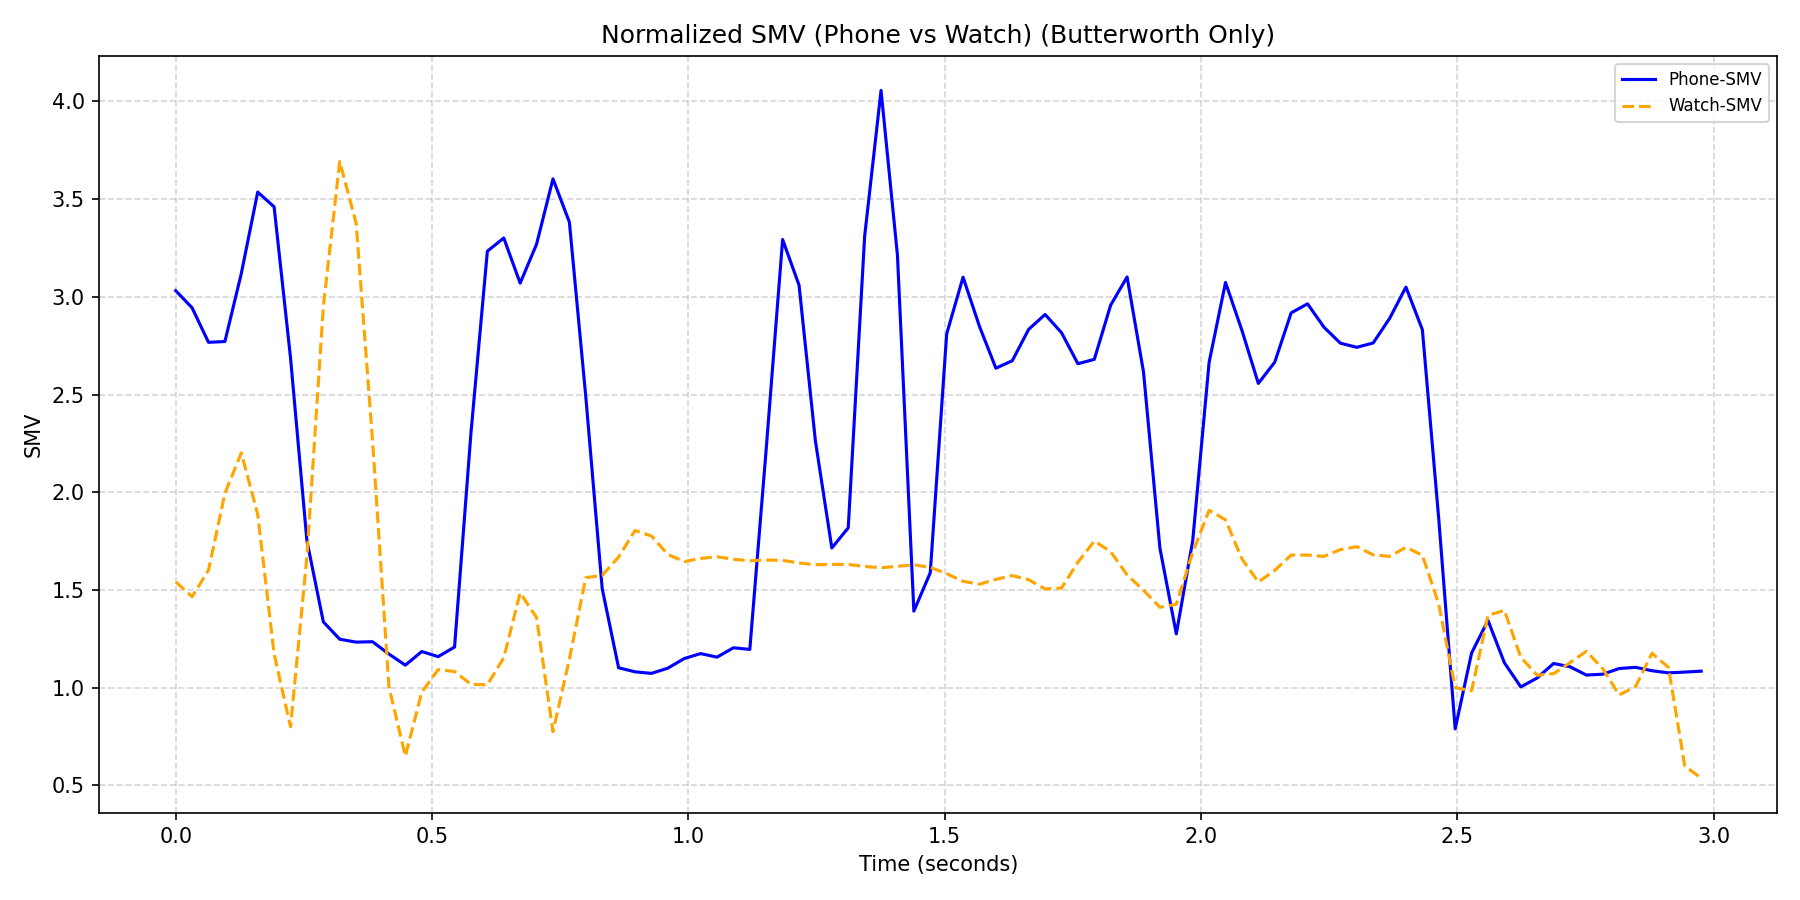 Normalized SMV (Phone vs Watch) (Butterworth Only)
Phone-SMV
Watch-SMV
4.0
3.5
3.0
2.5
2.0
1.5
1.0
0.5
SMV
0.0 0.5 1.0 1.5 2.0 2.5 3.0
Time (seconds)